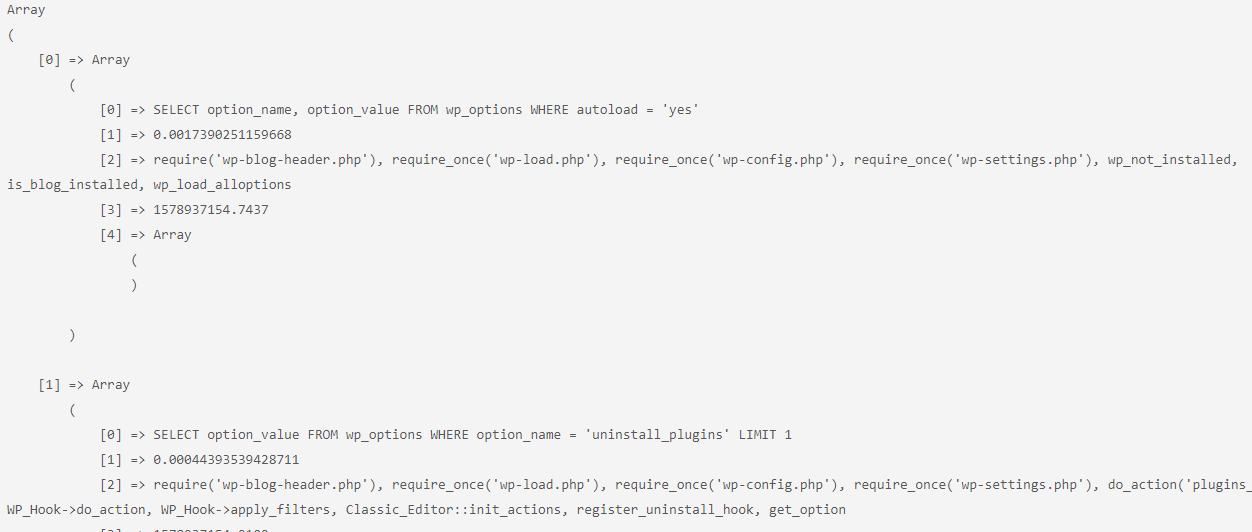 Array
(
[0] => Array
(
[0] => SELECT option_name, option_value FROM wp_options WHERE autoload = 'yes'
[1] => 0.0017390251159668
[2] => require('wp-blog-header.php'), require_once('wp-load.php'), require_once('wp-config.php'), require_once('wp-settings.php'), wp_not_installed,
is_blog_installed, wp_load_alloptions
[3] => 1578937154.7437
[4] => Array
(
)
)
[1] => Array
(
[0] => SELECT option_value FROM wp_options WHERE option_name = 'uninstall_plugins' LIMIT 1
[1] => 0.00044393539428711
[2] => require('wp-blog-header.php'), require_once('wp-load.php'), require_once('wp-config.php'), require_once('wp-settings.php'), do_action('plugins_
WP_Hook->do_action, WP_Hook->apply_filters, Classic_Editor::init_actions, register_uninstall_hook, get_option